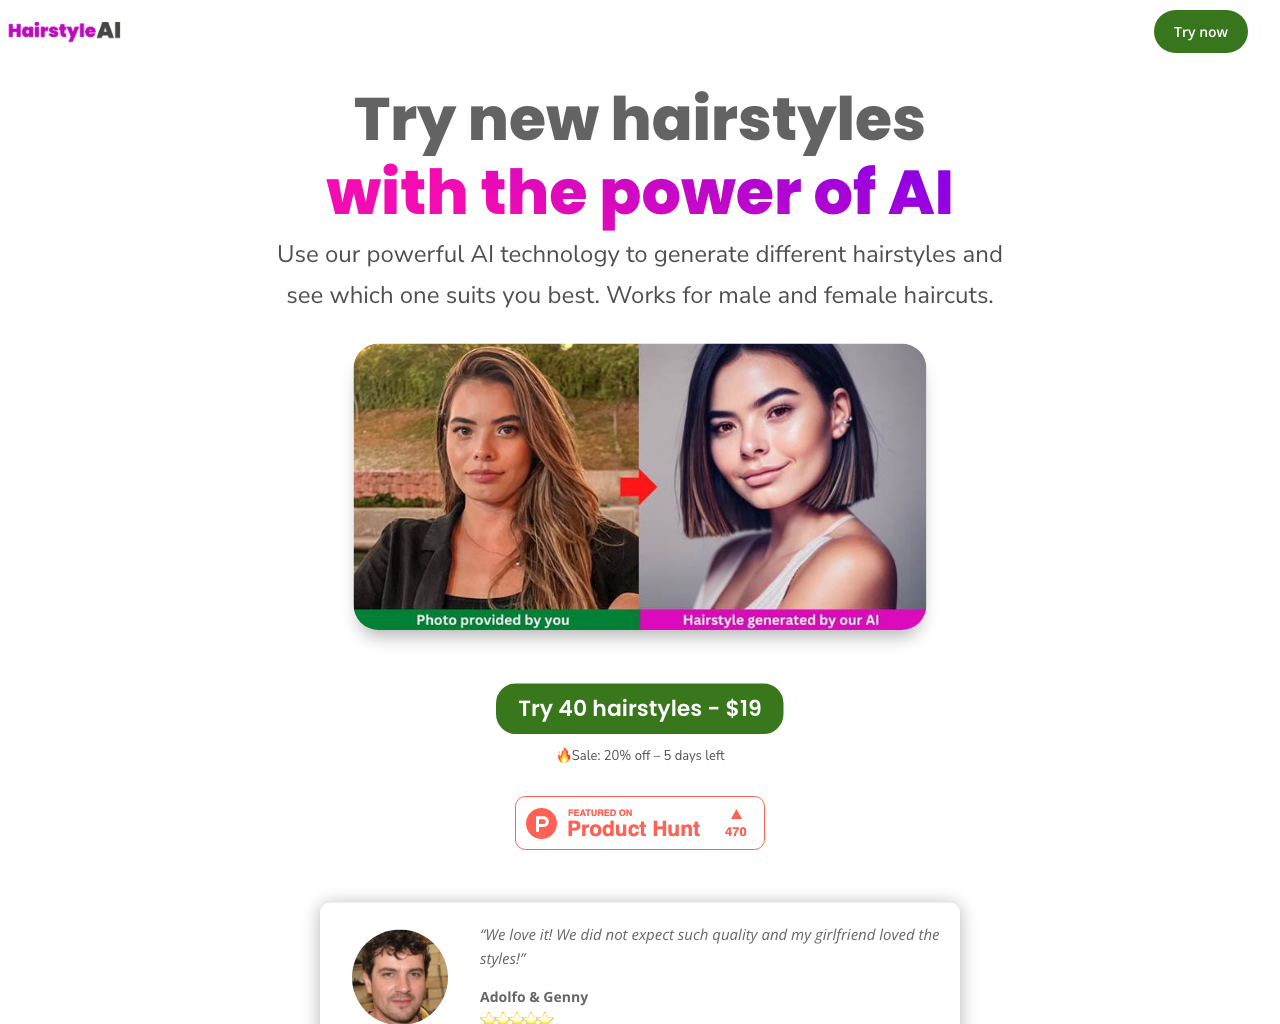 HairstyleAI
Try now
Try new hairstyles
with the power of AI
Use our powerful AI technology to generate different hairstyles and
see which one suits you best. Works for male and female haircuts.
Photo provided by you
Hairstyle generated by our AI
Try 40 hairstyles - $19
🔥Sale: 20% off – 5 days left
FEATURED ON
Product Hunt
470
“We love it! We did not expect such quality and my girlfriend loved the
styles!”
Adolfo & Genny